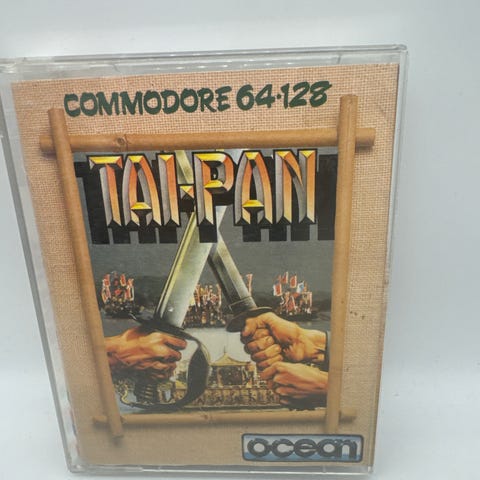 COMMODORE 64·128
TAI-PAN
ocean